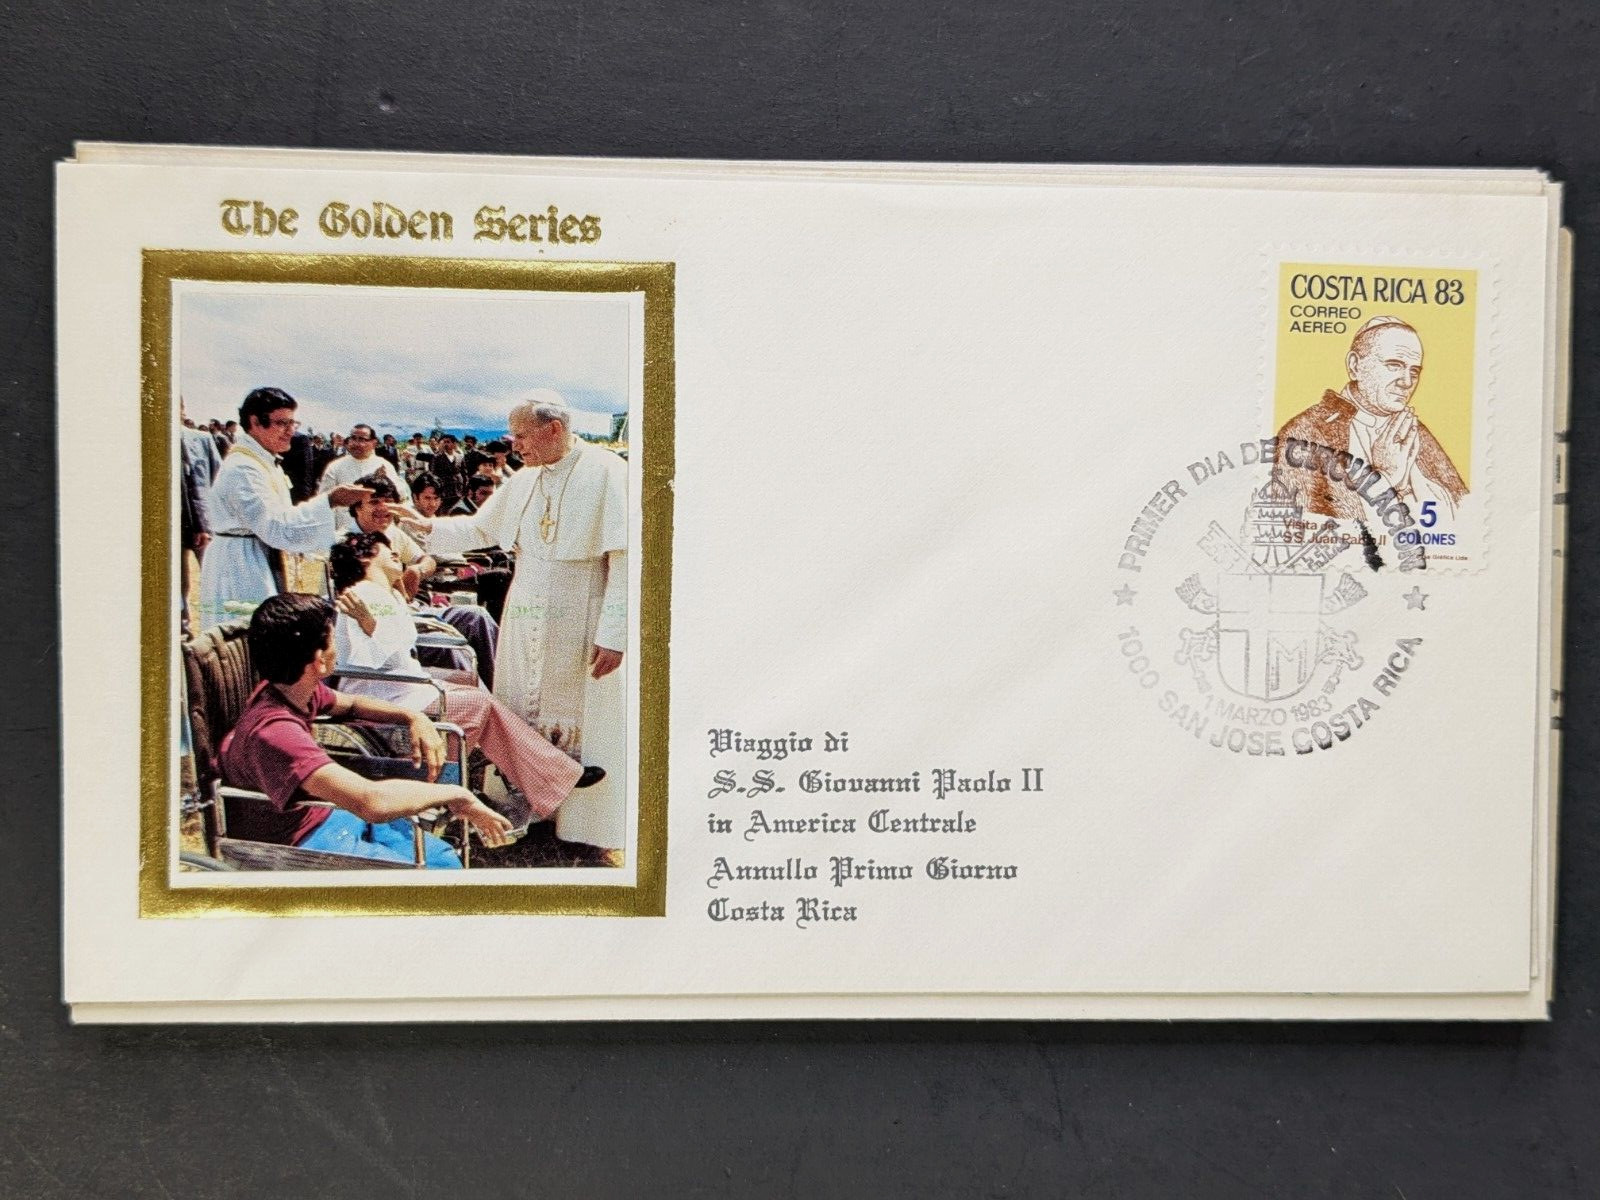 The Golden Series
COSTA RICA 83
CORREO
AEREO
Visita de
S.S. Juan Pablo II
5
COLONES
★ PRIMER DIA DE CIRCULACION ★
1 MARZO 1983
1000 SAN JOSE COSTA RICA
M
Viaggio di
S.S. Giovanni Paolo II
in America Centrale
Annullo Primo Giorno
Costa Rica